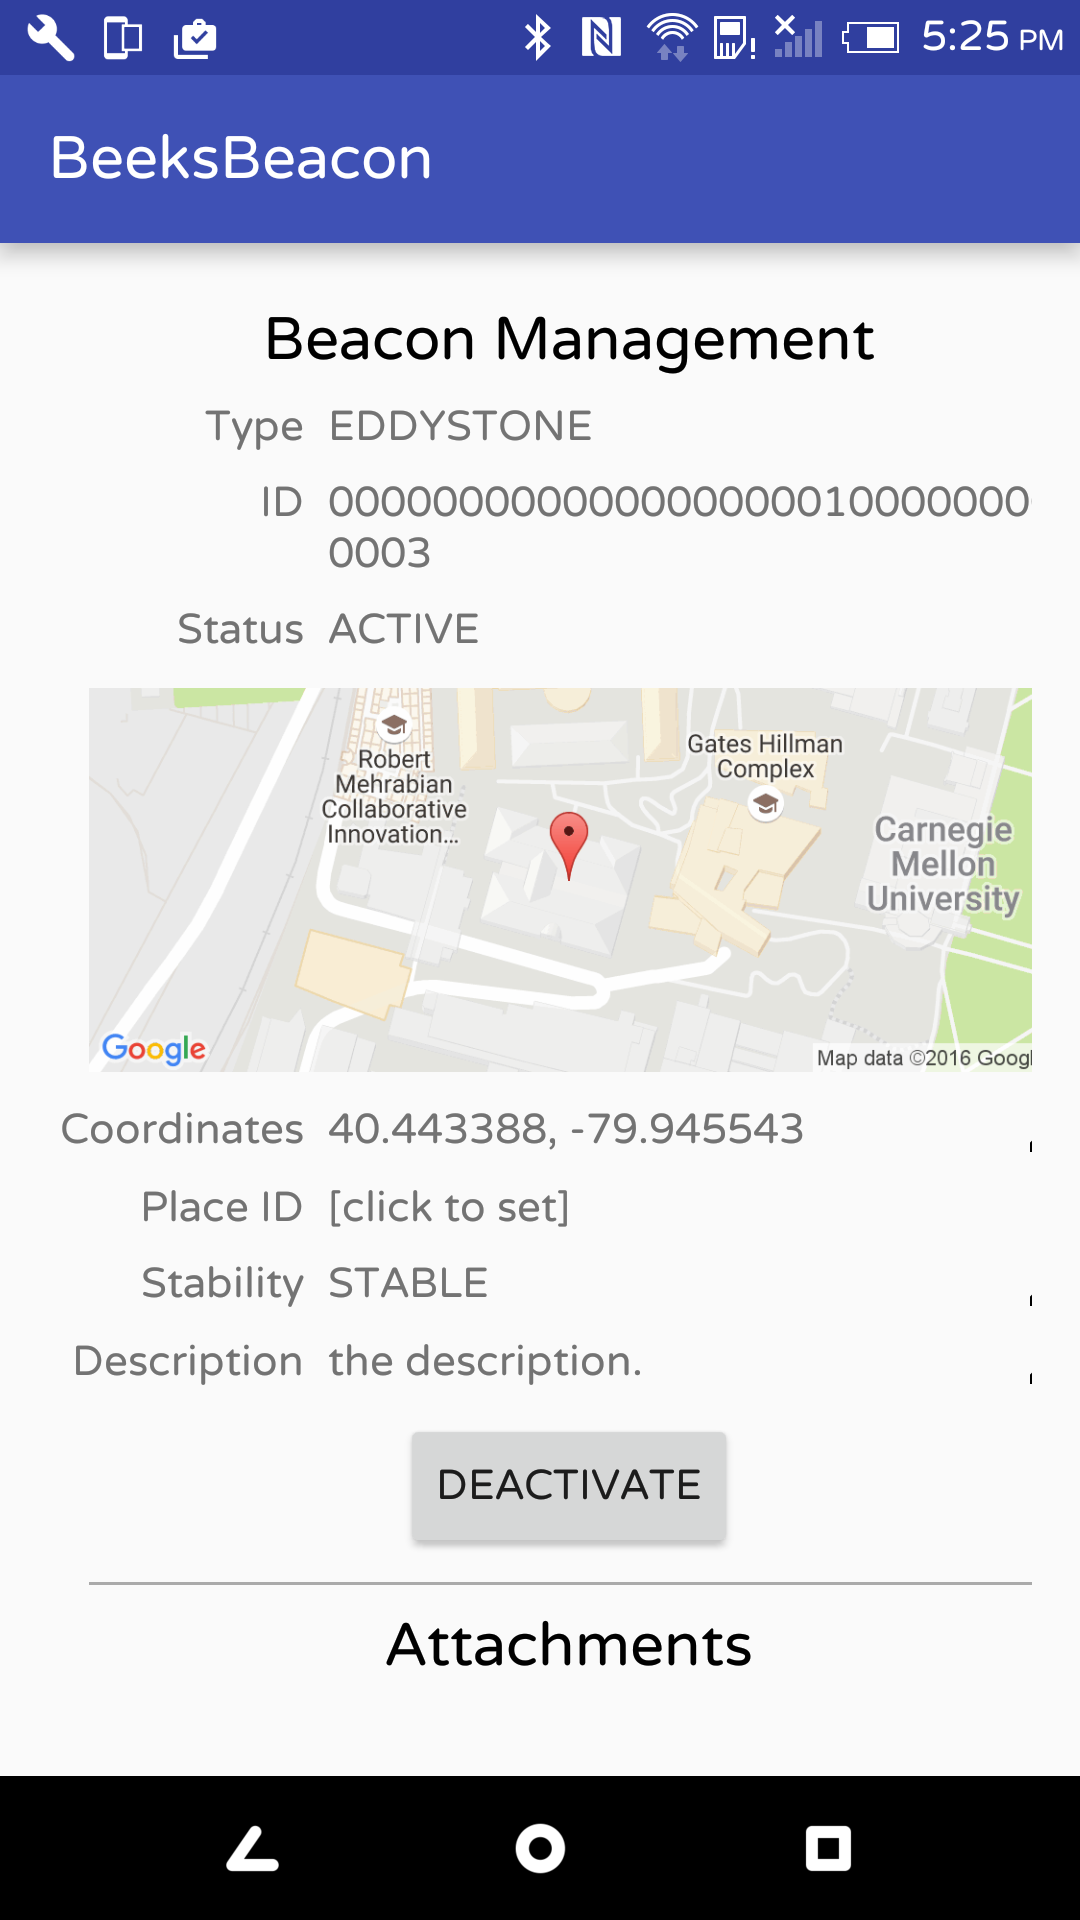 5:25 PM
BeeksBeacon
Beacon Management
Type EDDYSTONE
ID 00000000000000000000010000000
0003
Status ACTIVE
Robert
Mehrabian
Collaborative
Innovation...
Gates Hillman
Complex
Carnegie
Mellon
University
Google
Map data ©2016 Googl
Coordinates 40.443388, -79.945543
Place ID [click to set]
Stability STABLE
Description the description.
DEACTIVATE
Attachments